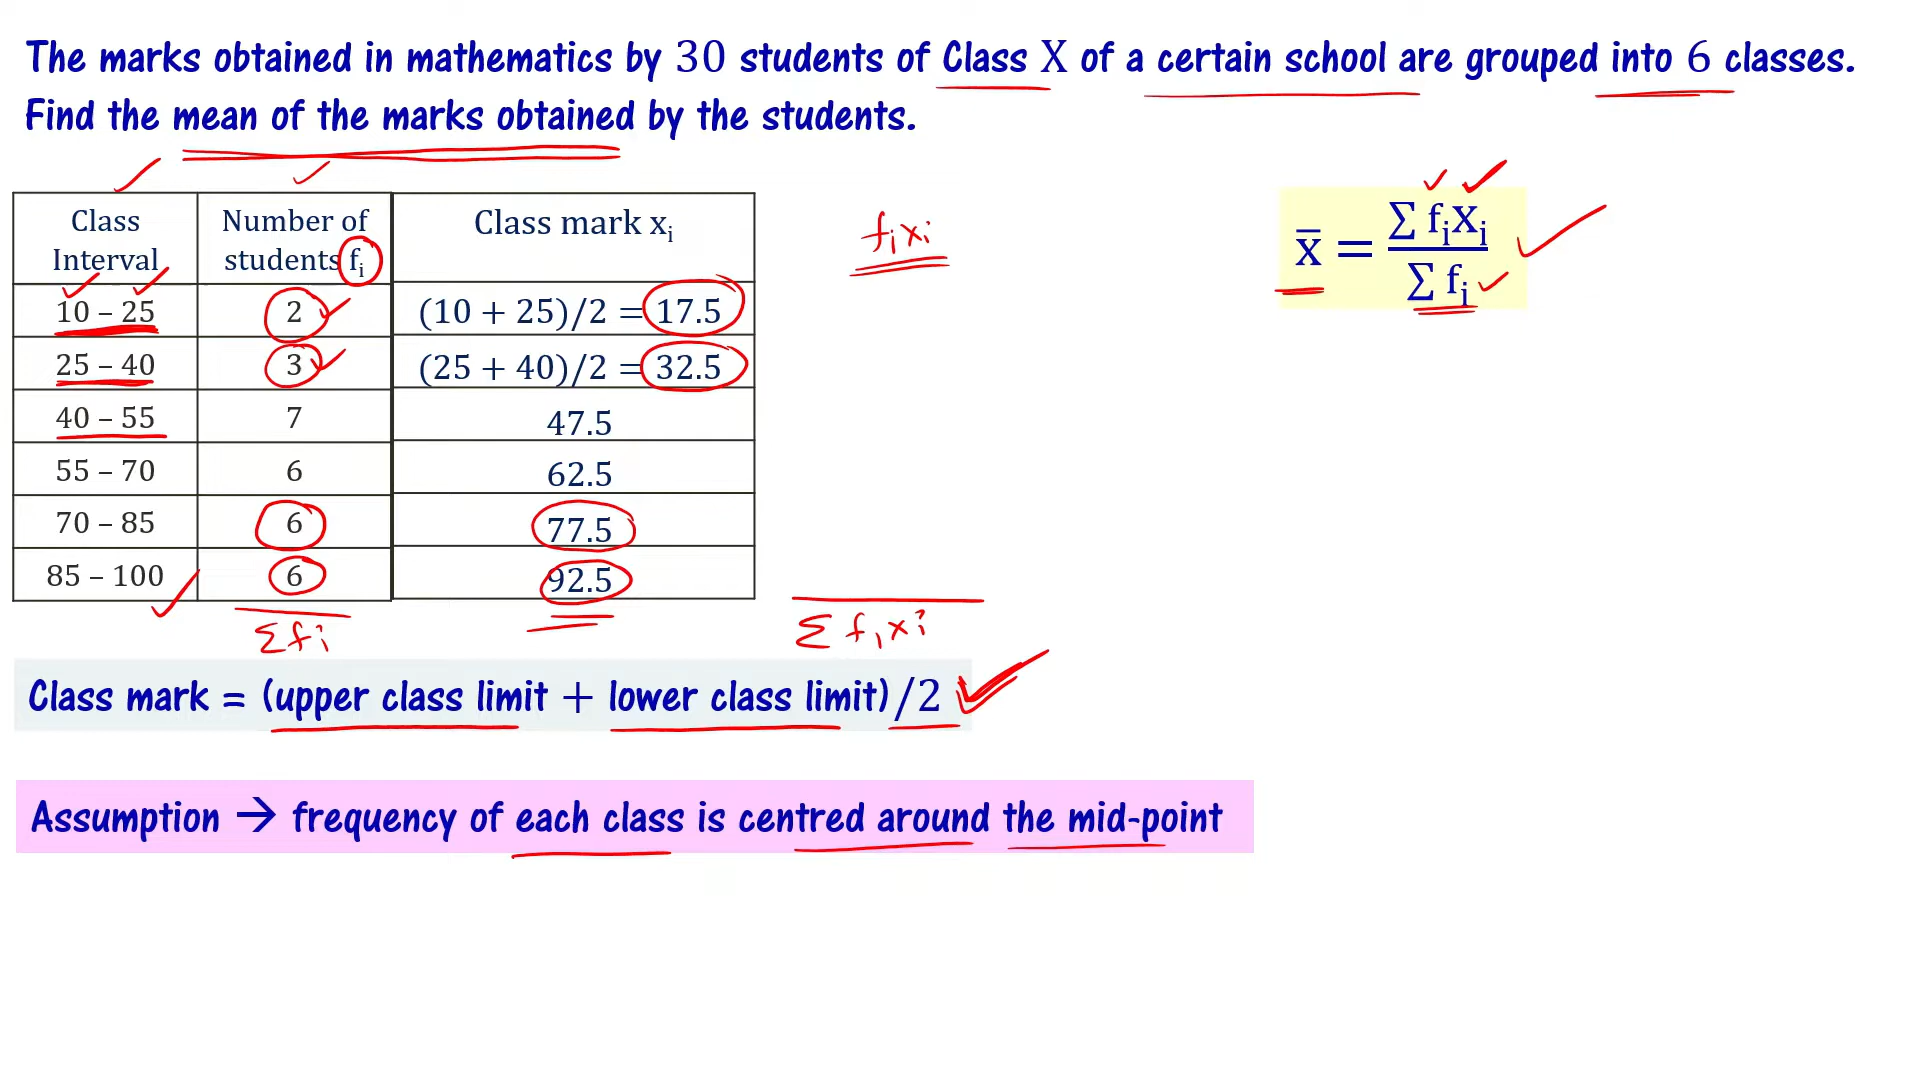 The marks obtained in mathematics by 30 students of Class X of a certain school are grouped into 6 classes.
Find the mean of the marks obtained by the students.
Class Interval | Number of students fᵢ | Class mark xᵢ | fᵢxᵢ
10 – 25 | 2 | (10 + 25)/2 = 17.5
25 – 40 | 3 | (25 + 40)/2 = 32.5
40 – 55 | 7 | 47.5
55 – 70 | 6 | 62.5
70 – 85 | 6 | 77.5
85 – 100 | 6 | 92.5
Σfi
Σ fᵢxi
x̄ = ∑ fᵢxᵢ / ∑ fᵢ
Class mark = (upper class limit + lower class limit)/2
Assumption → frequency of each class is centred around the mid-point